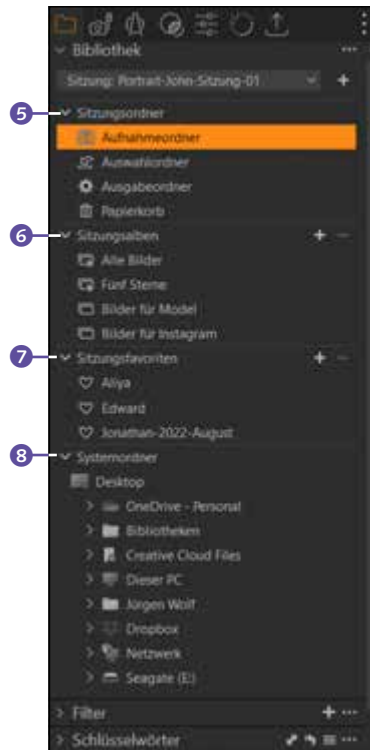 Bibliothek
Sitzung: Portrait-John-Sitzung-01
5 Sitzungsordner
Aufnahmeordner
Auswahlordner
Ausgabeordner
Papierkorb
6 Sitzungsalben
Alle Bilder
Fünf Sterne
Bilder für Model
Bilder für Instagram
7 Sitzungsfavoriten
Aliya
Edward
Jonathan-2022-August
8 Systemordner
Desktop
OneDrive - Personal
Bibliotheken
Creative Cloud Files
Dieser PC
Jürgen Wolf
Dropbox
Netzwerk
Seagate (E:)
Filter
Schlüsselwörter